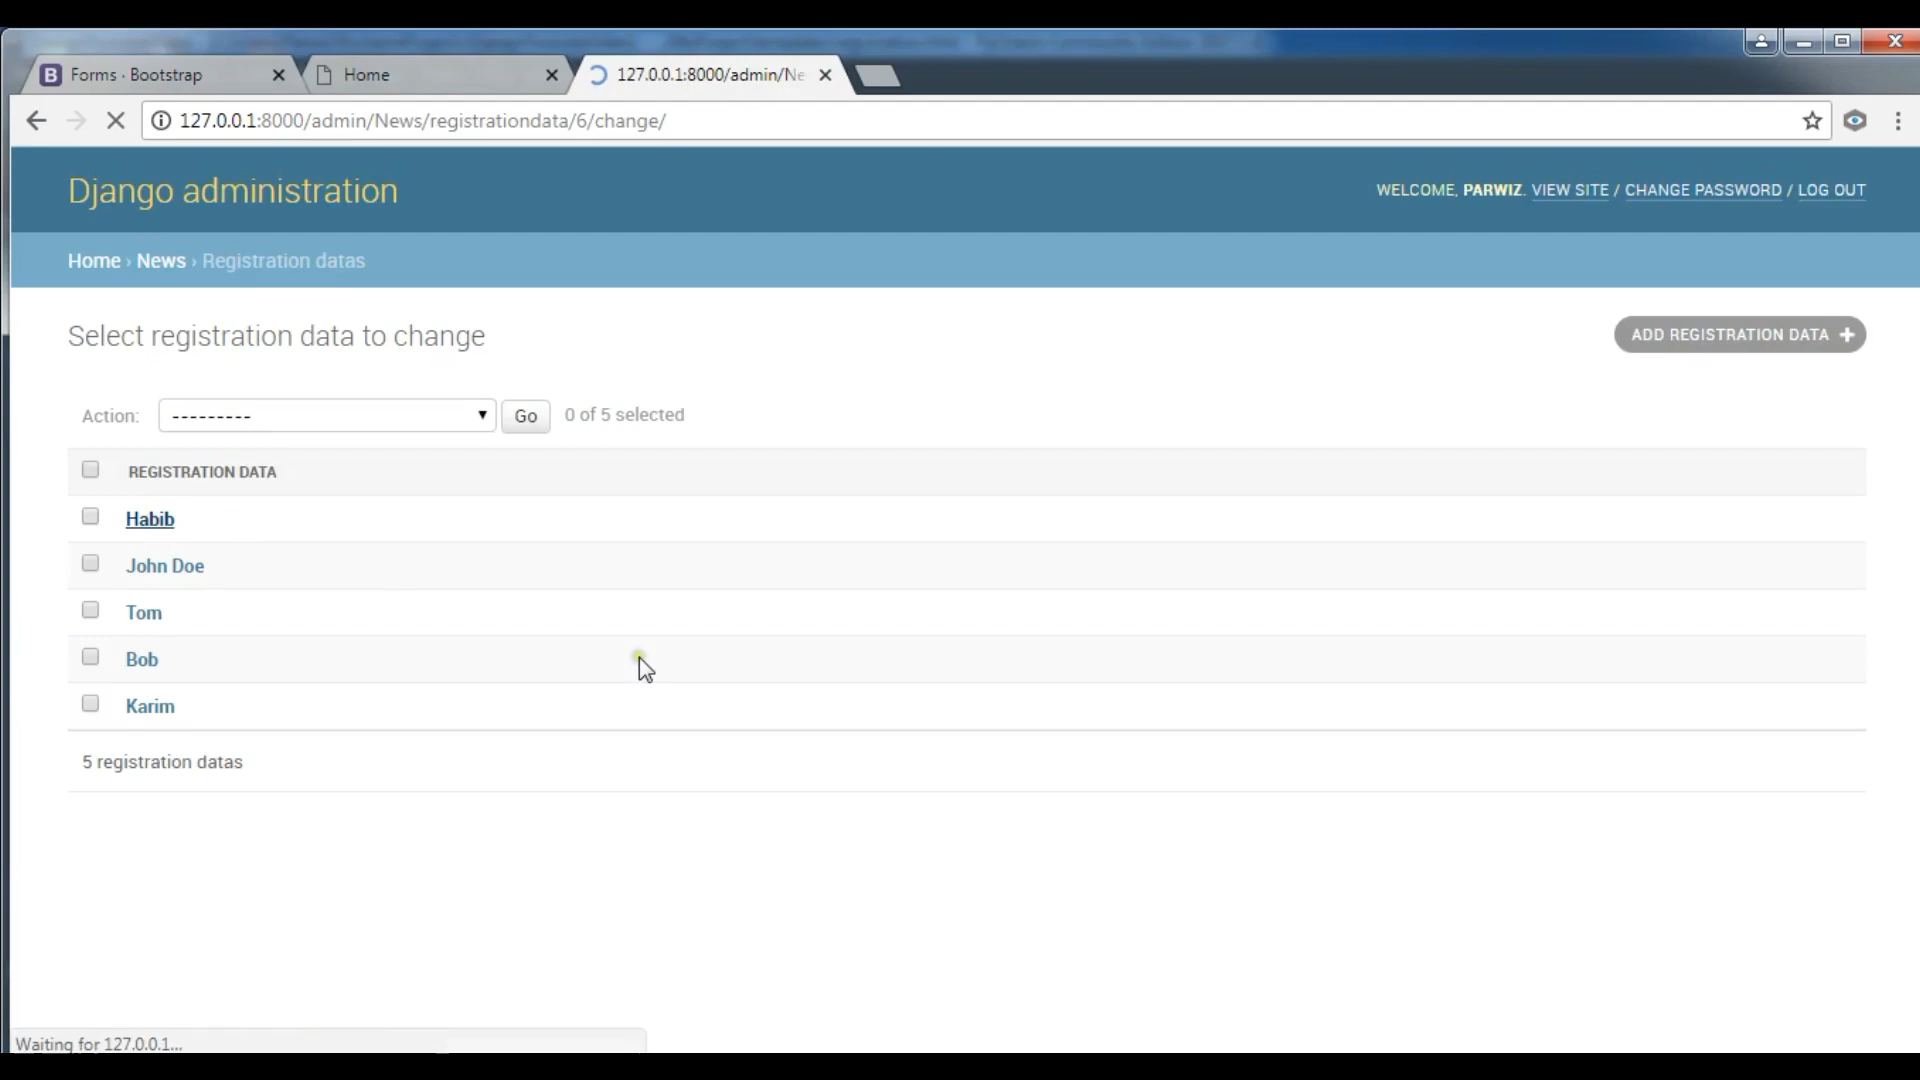 Forms · Bootstrap
Home
127.0.0.1:8000/admin/Ne
127.0.0.1:8000/admin/News/registrationdata/6/change/
Django administration
WELCOME, PARWIZ. VIEW SITE / CHANGE PASSWORD / LOG OUT
Home › News › Registration datas
Select registration data to change
ADD REGISTRATION DATA +
Action: --------- Go 0 of 5 selected
REGISTRATION DATA
Habib
John Doe
Tom
Bob
Karim
5 registration datas
Waiting for 127.0.0.1...